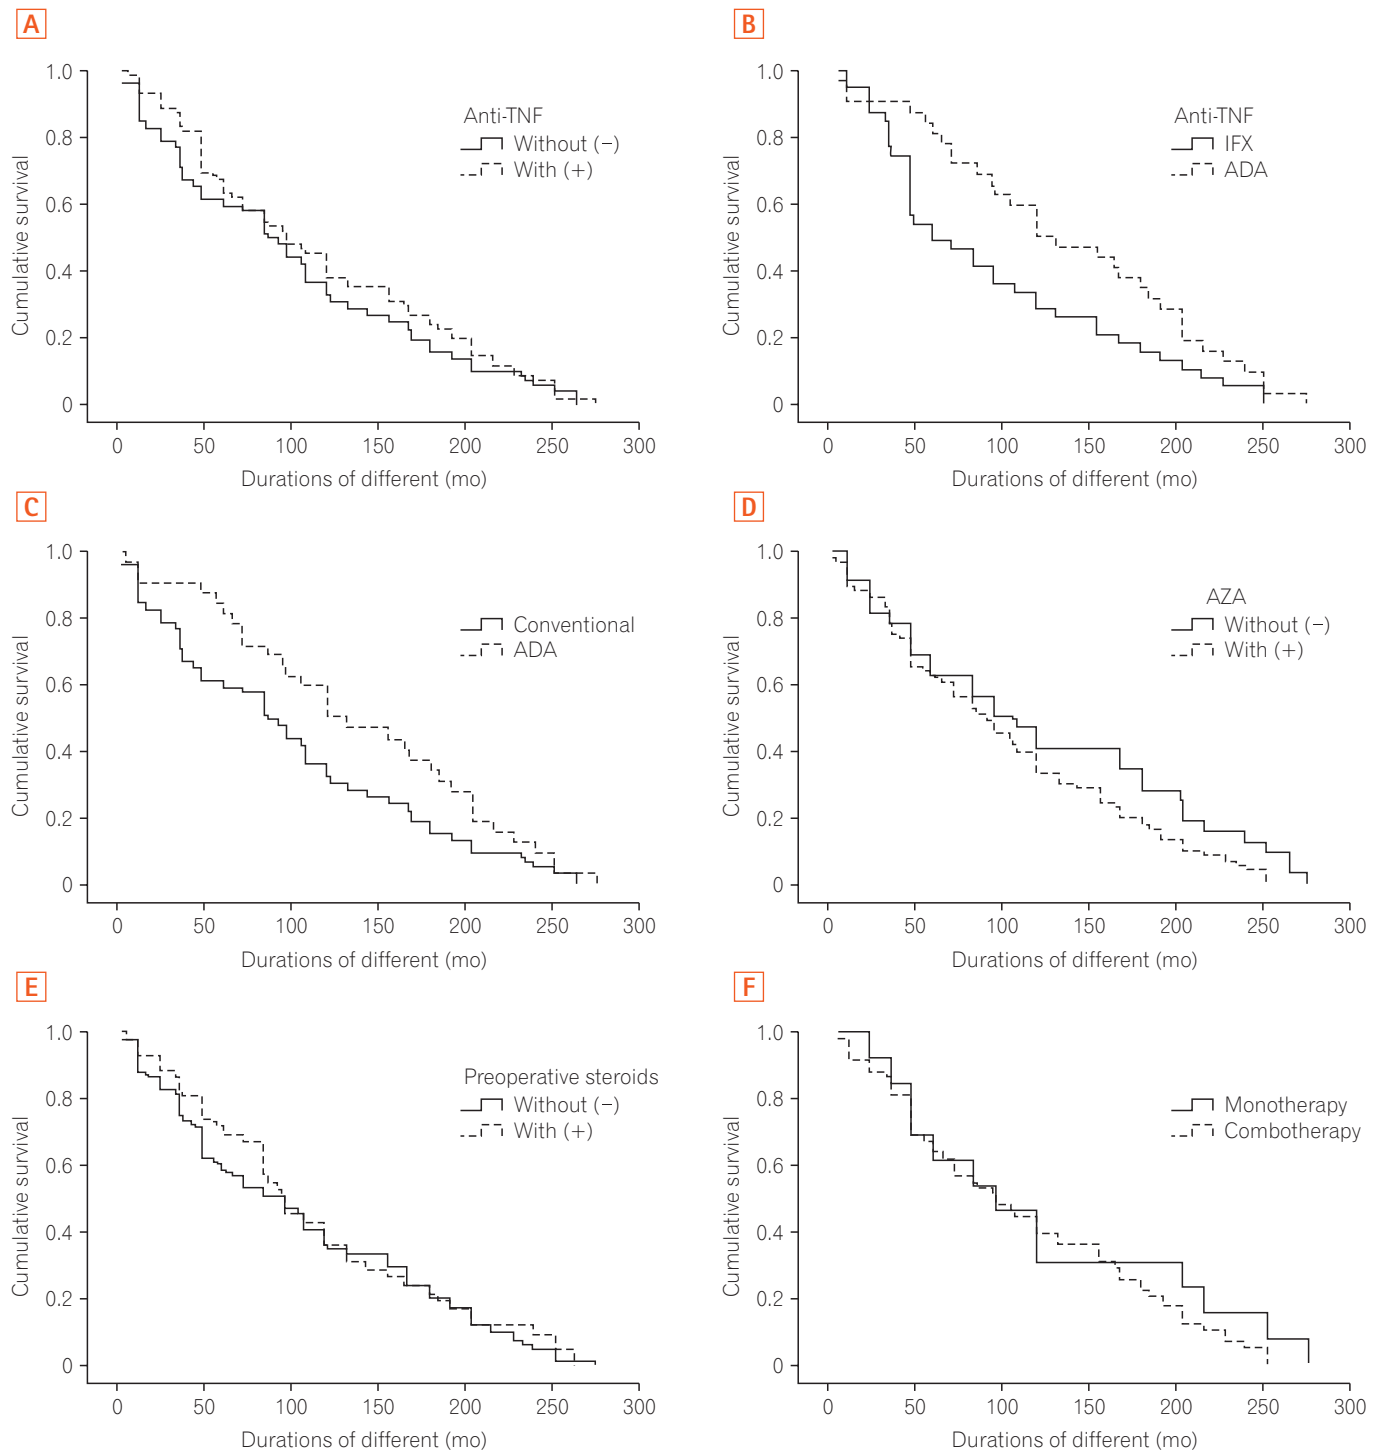 A
1.0
0.8
0.6
0.4
0.2
0
Cumulative survival
Anti-TNF
Without (−)
With (+)
0 50 100 150 200 250 300
Durations of different (mo)
B
1.0
0.8
0.6
0.4
0.2
0
Cumulative survival
Anti-TNF
IFX
ADA
0 50 100 150 200 250 300
Durations of different (mo)
C
1.0
0.8
0.6
0.4
0.2
0
Cumulative survival
Conventional
ADA
0 50 100 150 200 250 300
Durations of different (mo)
D
1.0
0.8
0.6
0.4
0.2
0
Cumulative survival
AZA
Without (−)
With (+)
0 50 100 150 200 250 300
Durations of different (mo)
E
1.0
0.8
0.6
0.4
0.2
0
Cumulative survival
Preoperative steroids
Without (−)
With (+)
0 50 100 150 200 250 300
Durations of different (mo)
F
1.0
0.8
0.6
0.4
0.2
0
Cumulative survival
Monotherapy
Combotherapy
0 50 100 150 200 250 300
Durations of different (mo)